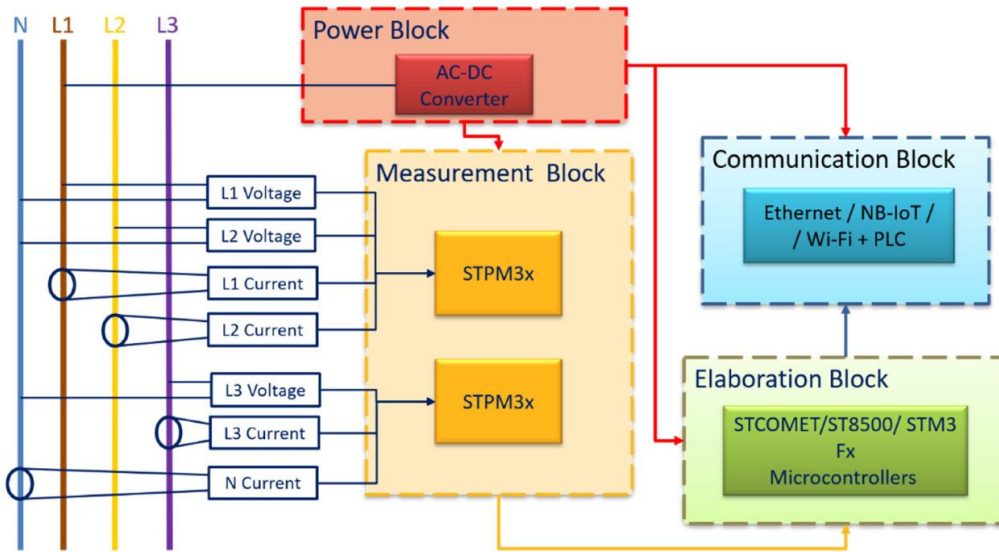 N L1 L2 L3
Power Block
AC-DC
Converter
Measurement Block
Communication Block
Ethernet / NB-IoT /
/ Wi-Fi + PLC
L1 Voltage
L2 Voltage
STPM3x
L1 Current
L2 Current
L3 Voltage
STPM3x
L3 Current
N Current
Elaboration Block
STCOMET/ST8500/ STM3
Fx
Microcontrollers